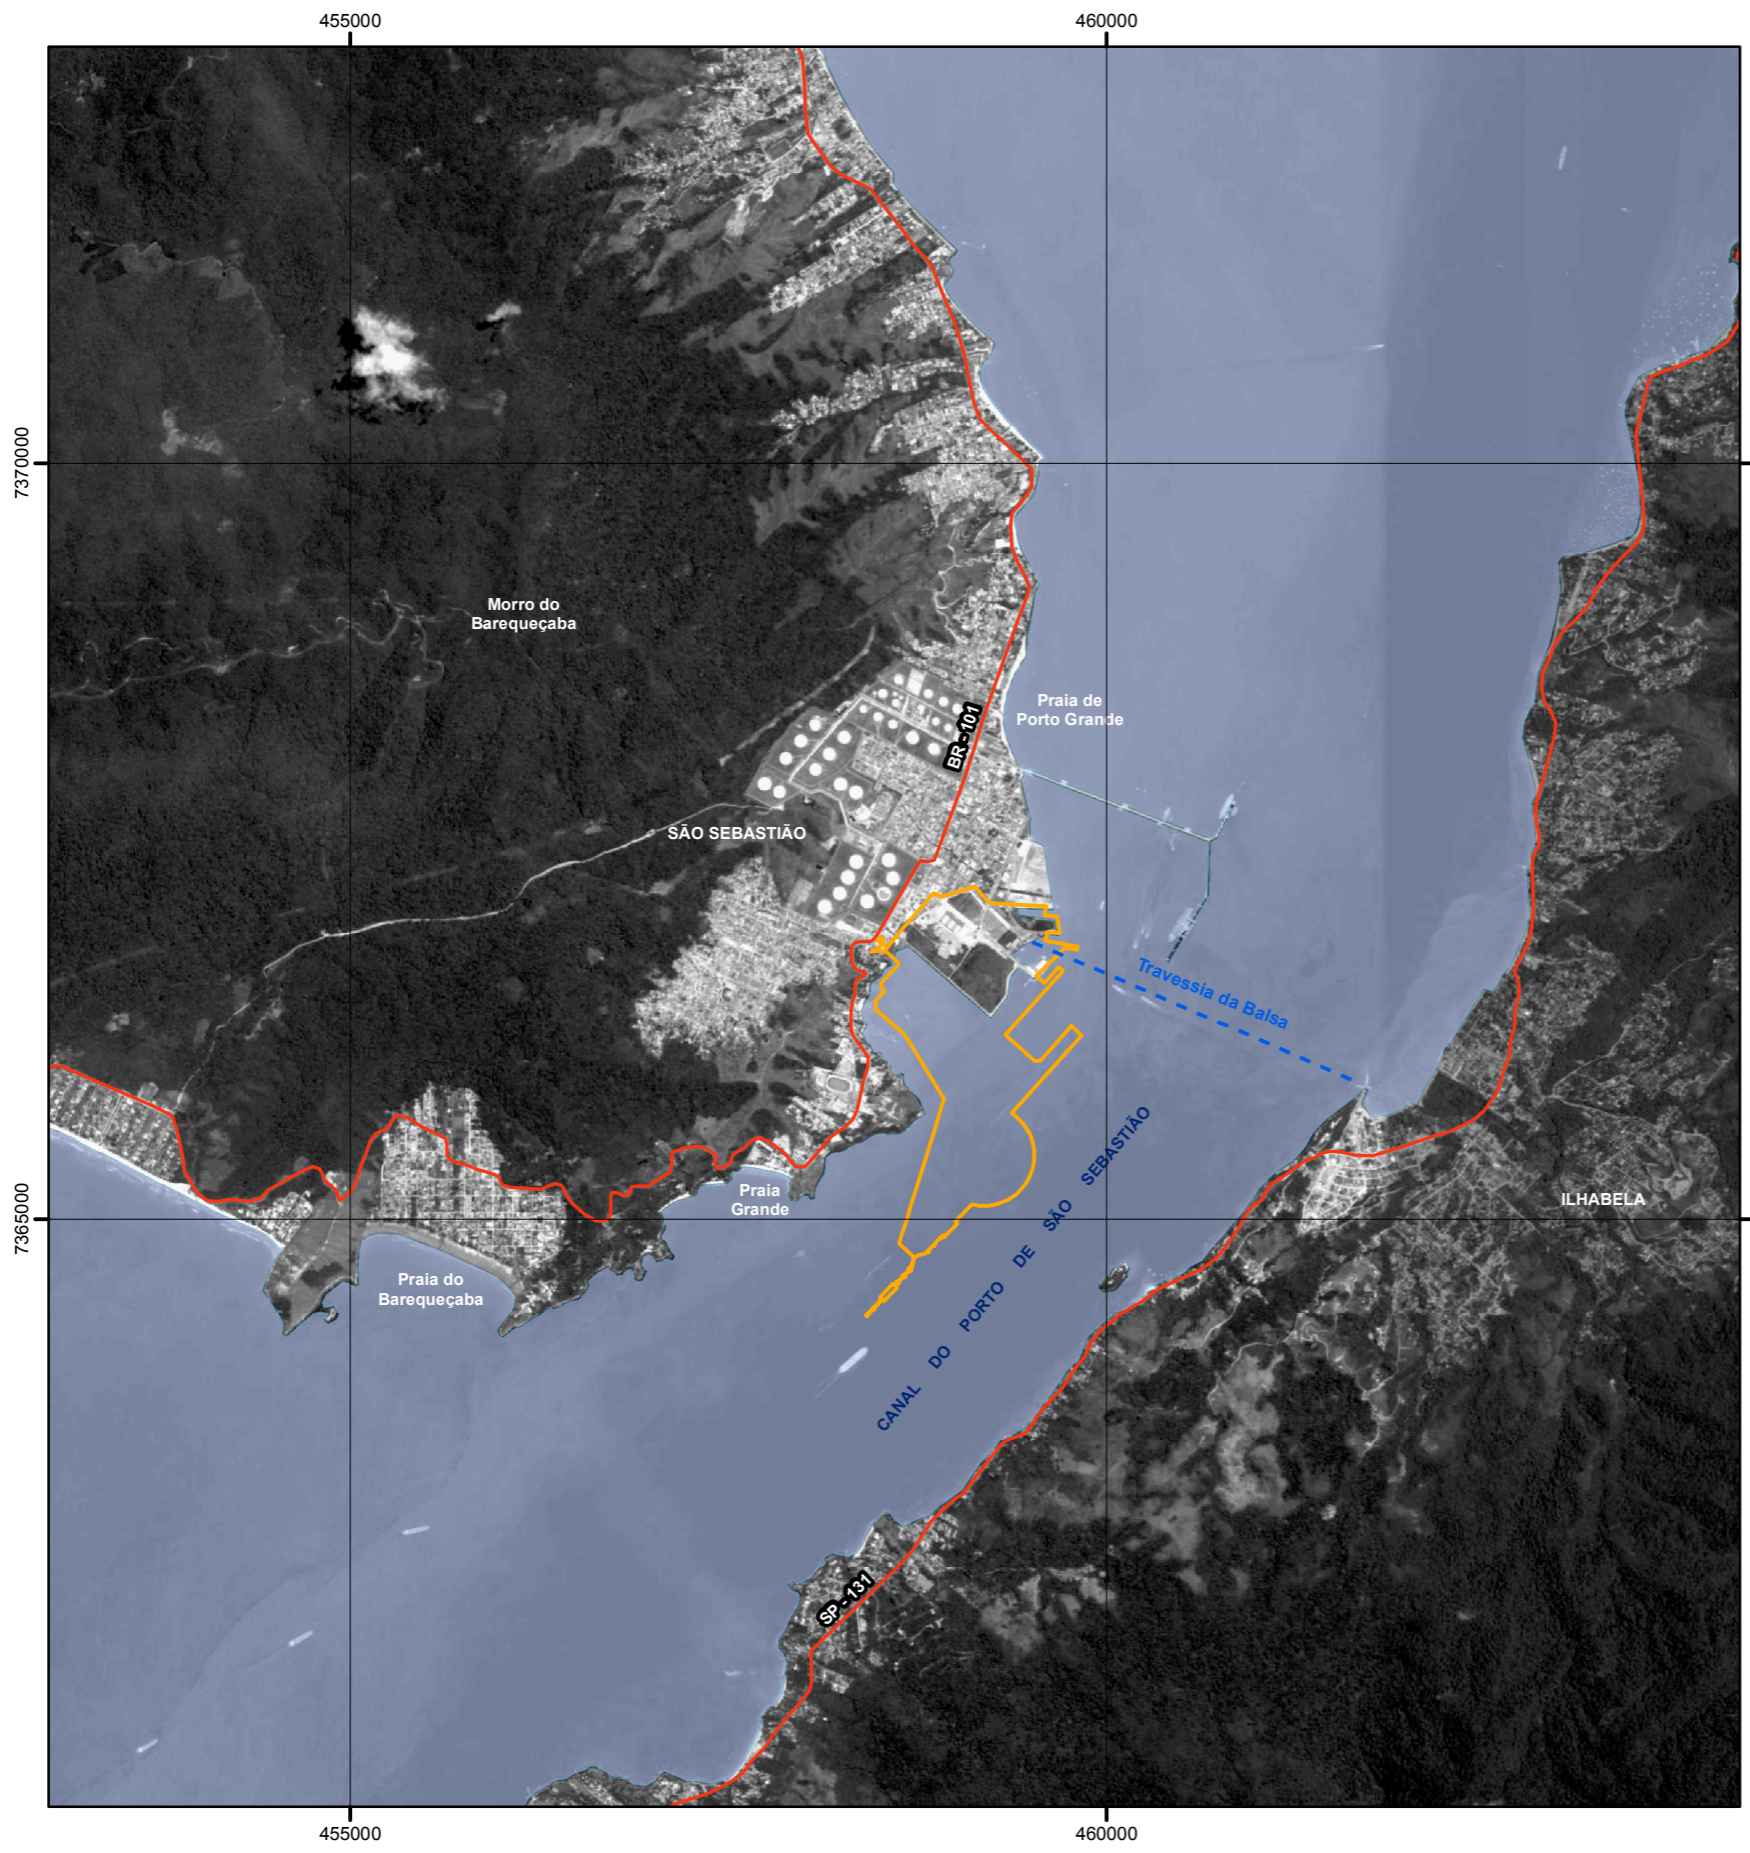 455000
460000
7370000
Morro do
Barequeçaba
Praia de
Porto Grande
BR - 101
SÃO SEBASTIÃO
Travessia da Balsa
CANAL DO PORTO DE SÃO SEBASTIÃO
7365000
Praia
Grande
ILHABELA
Praia do
Barequeçaba
SP - 131
455000
460000